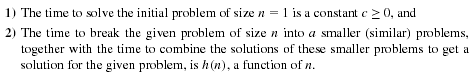 1) The time to solve the initial problem of size n = 1 is a constant c ≥ 0, and
2) The time to break the given problem of size n into a smaller (similar) problems,
together with the time to combine the solutions of these smaller problems to get a
solution for the given problem, is h(n), a function of n.